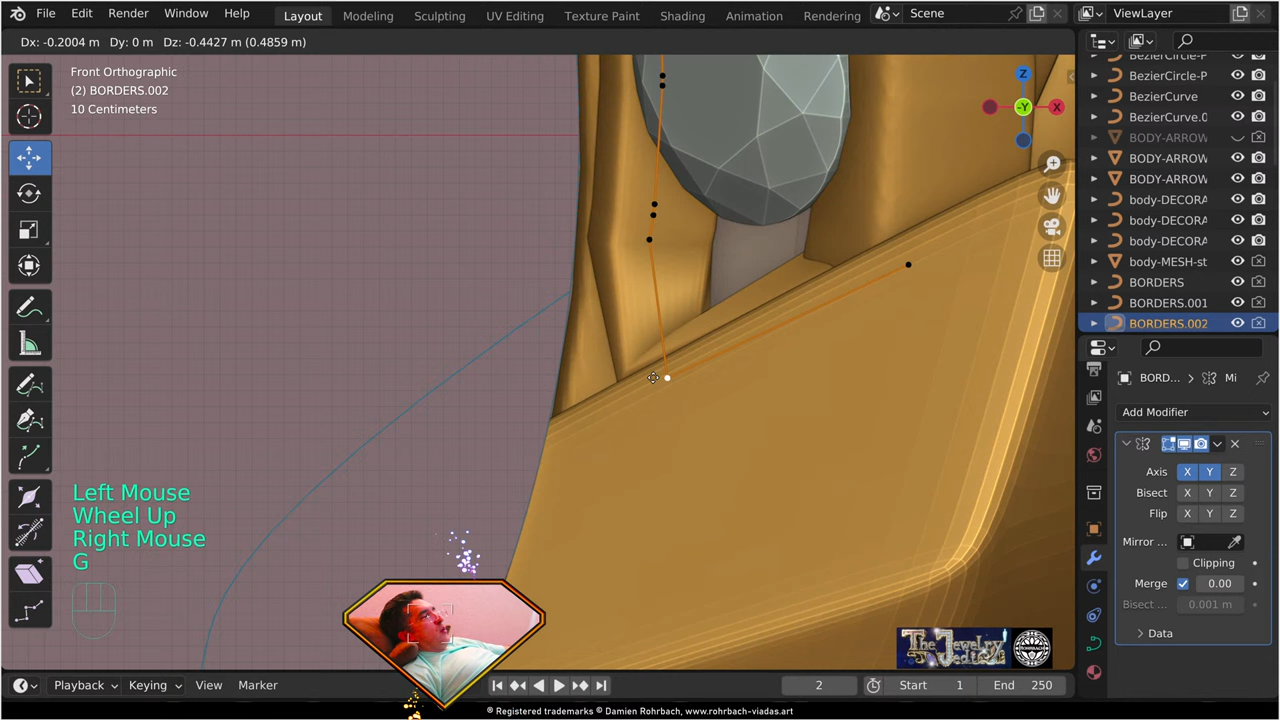 File Edit Render Window Help Layout Modeling Sculpting UV Editing Texture Paint Shading Animation Rendering Scene ViewLayer
Dx: -0.2004 m Dy: 0 m Dz: -0.4427 m (0.4859 m)
Front Orthographic
(2) BORDERS.002
10 Centimeters
Z
X
-Y
BezierCircle-P
BezierCircle-P
BezierCurve
BezierCurve.0
BODY-ARROW
BODY-ARROW
BODY-ARROW
body-DECORA
body-DECORA
body-DECORA
body-MESH-st
BORDERS
BORDERS.001
BORDERS.002
BORD... Mi
Add Modifier
Axis X Y Z
Bisect X Y Z
Flip X Y Z
Mirror ...
Clipping
Merge 0.00
Bisect ... 0.001 m
Data
Left Mouse
Wheel Up
Right Mouse
G
The Jewelry Jedi
ROHRBACH
Playback Keying View Marker 2 Start 1 End 250
® Registered trademarks © Damien Rohrbach, www.rohrbach-viadas.art